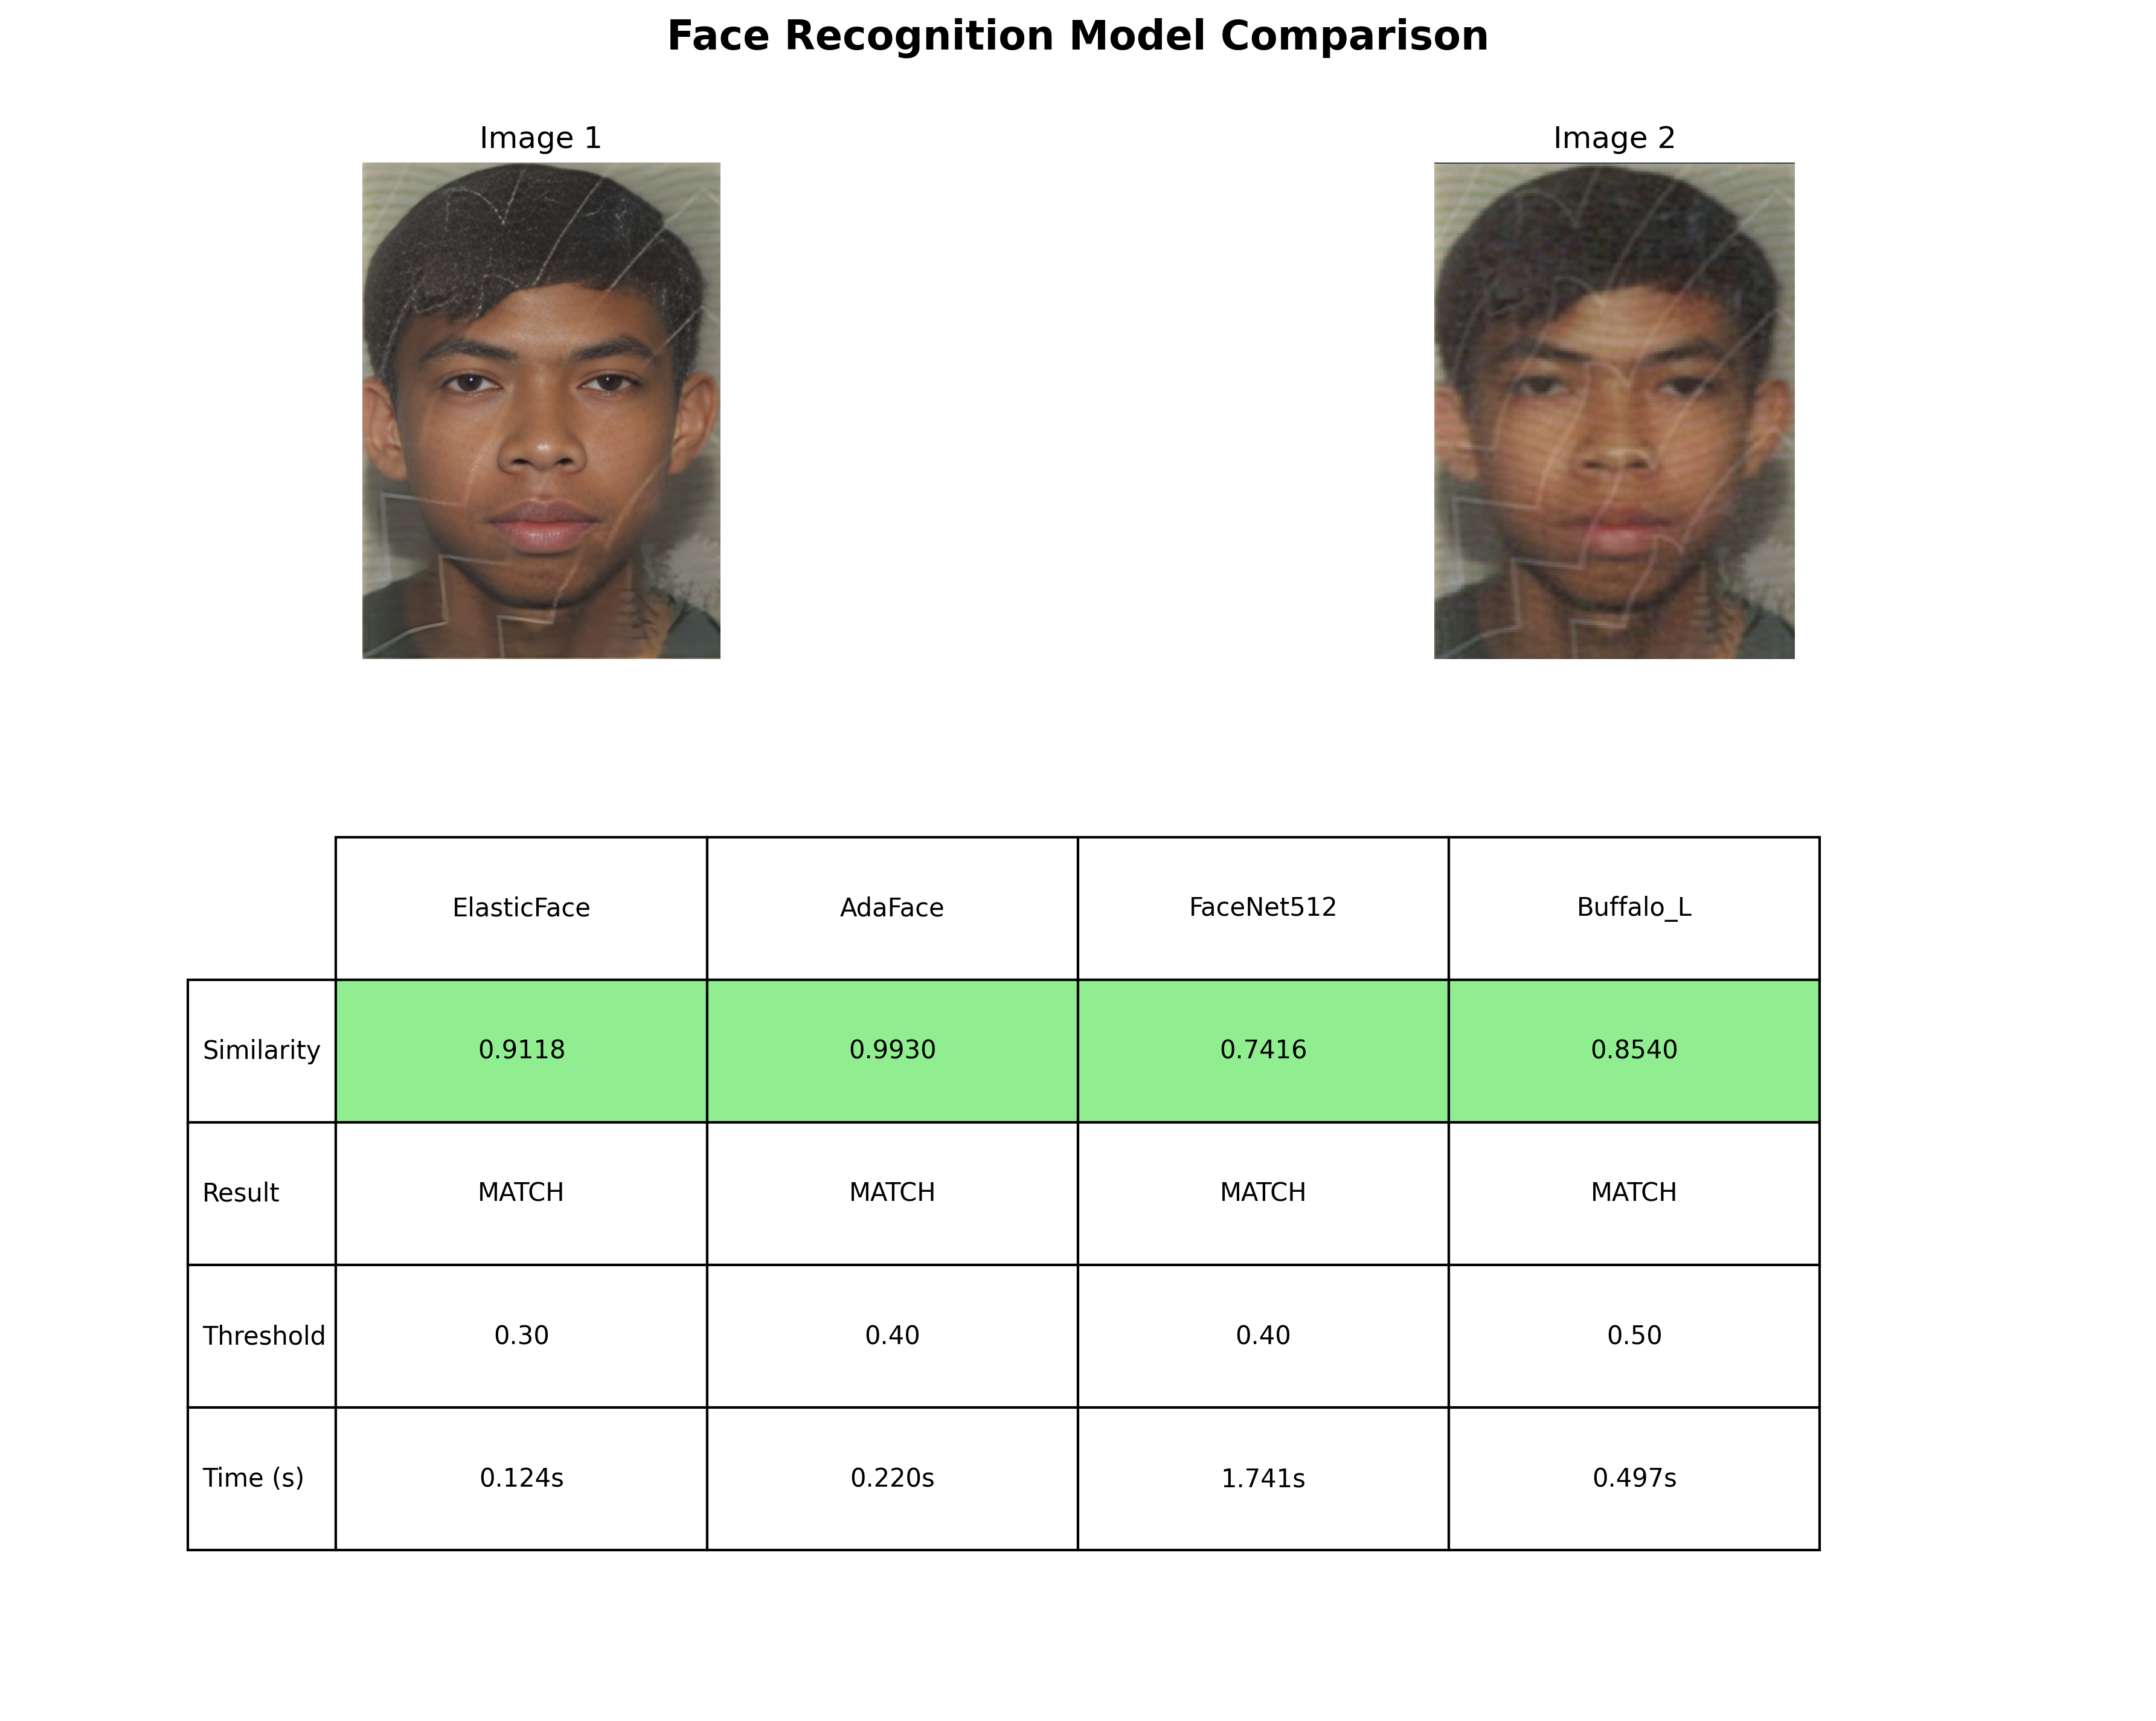 Face Recognition Model Comparison
Image 1
Image 2
ElasticFace AdaFace FaceNet512 Buffalo_L
Similarity 0.9118 0.9930 0.7416 0.8540
Result MATCH MATCH MATCH MATCH
Threshold 0.30 0.40 0.40 0.50
Time (s) 0.124s 0.220s 1.741s 0.497s